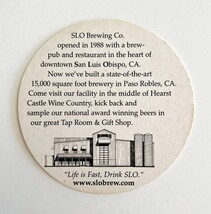 SLO Brewing Co.
opened in 1988 with a brew-
pub and restaurant in the heart of
downtown San Luis Obispo, CA.
Now we've built a state-of-the-art
15,000 square foot brewery in Paso Robles, CA.
Come visit our facility in the middle of Hearst
Castle Wine Country, kick back and
sample our national award winning beers in
our great Tap Room & Gift Shop.
"Life is Fast, Drink SLO."
www.slobrew.com